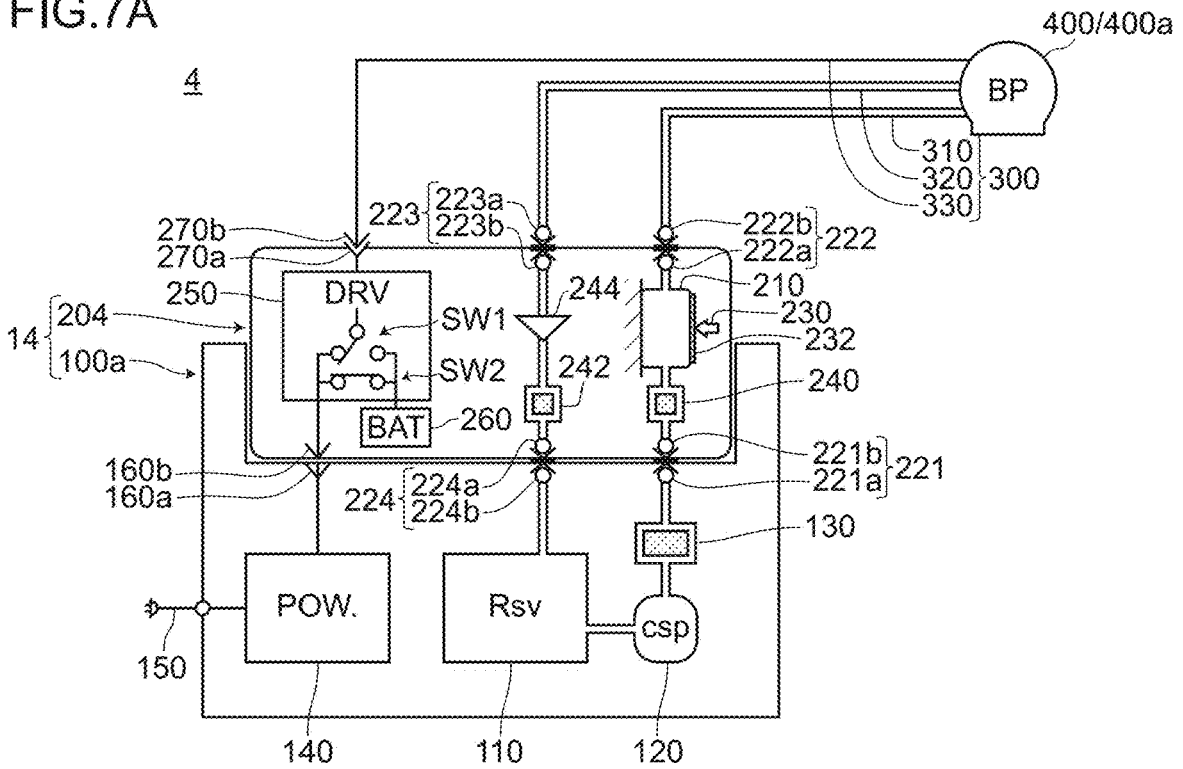 FIG.7A
400/400a
4
BP
310
320
300
330
223a
223
223b
222b
222
222a
270b
270a
210
250
DRV
244
230
204
SW1
14
232
100a
SW2
242
240
BAT
260
160b
221b
221
160a
224a
221a
224
224b
130
POW.
Rsv
csp
150
140
110
120